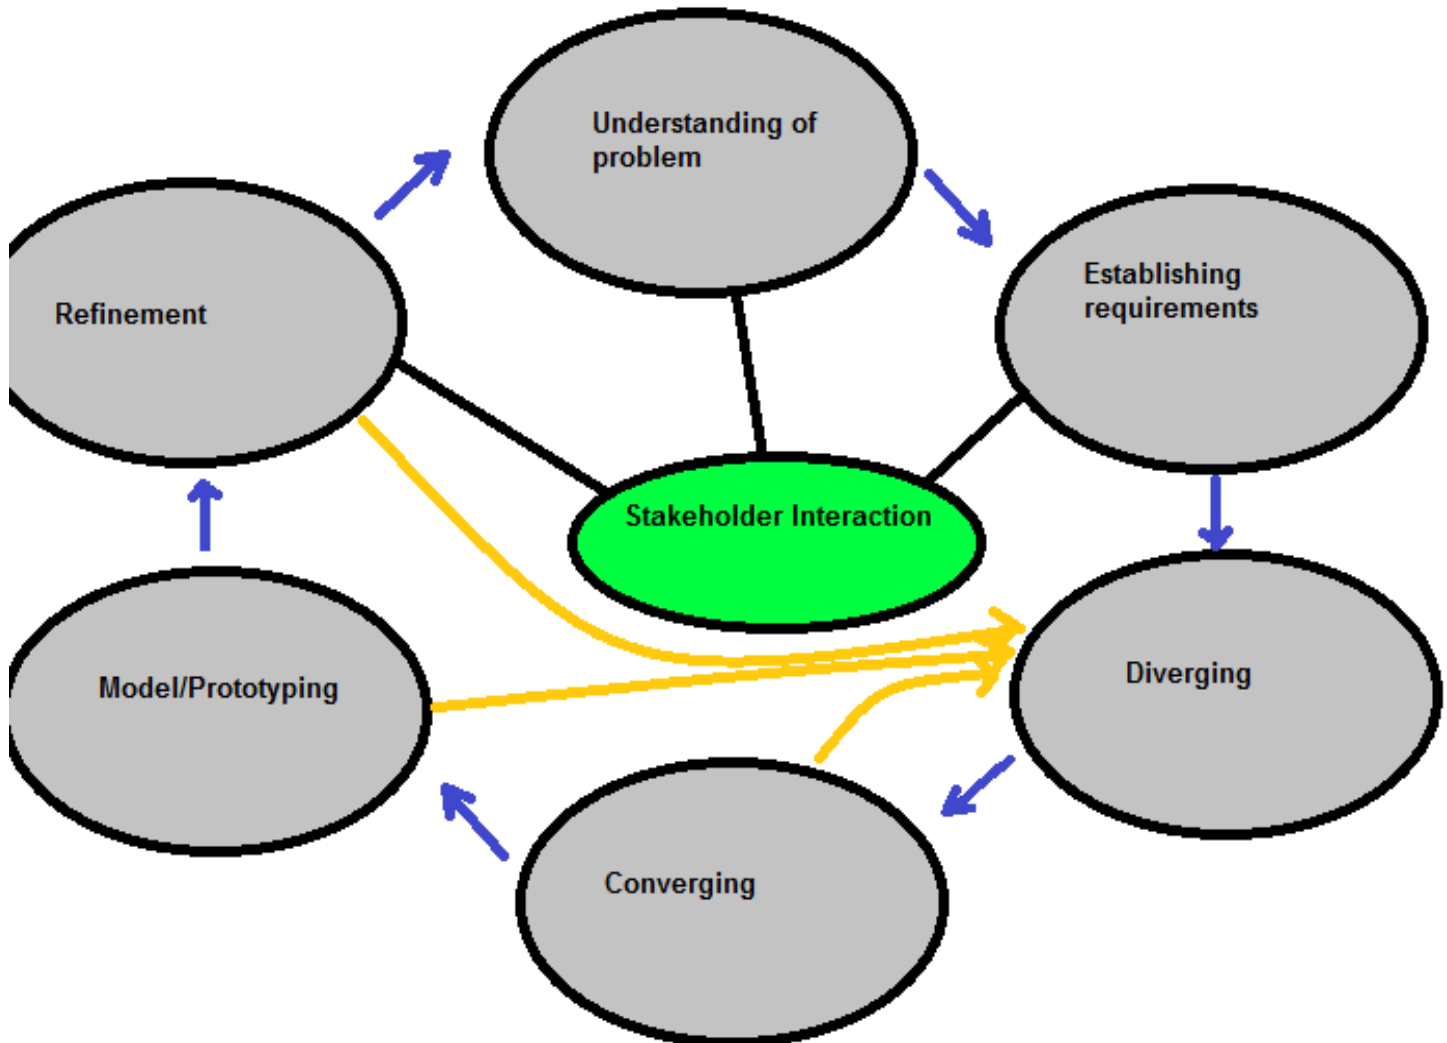 Understanding of
problem
Establishing
requirements
Refinement
Stakeholder Interaction
Diverging
Model/Prototyping
Converging